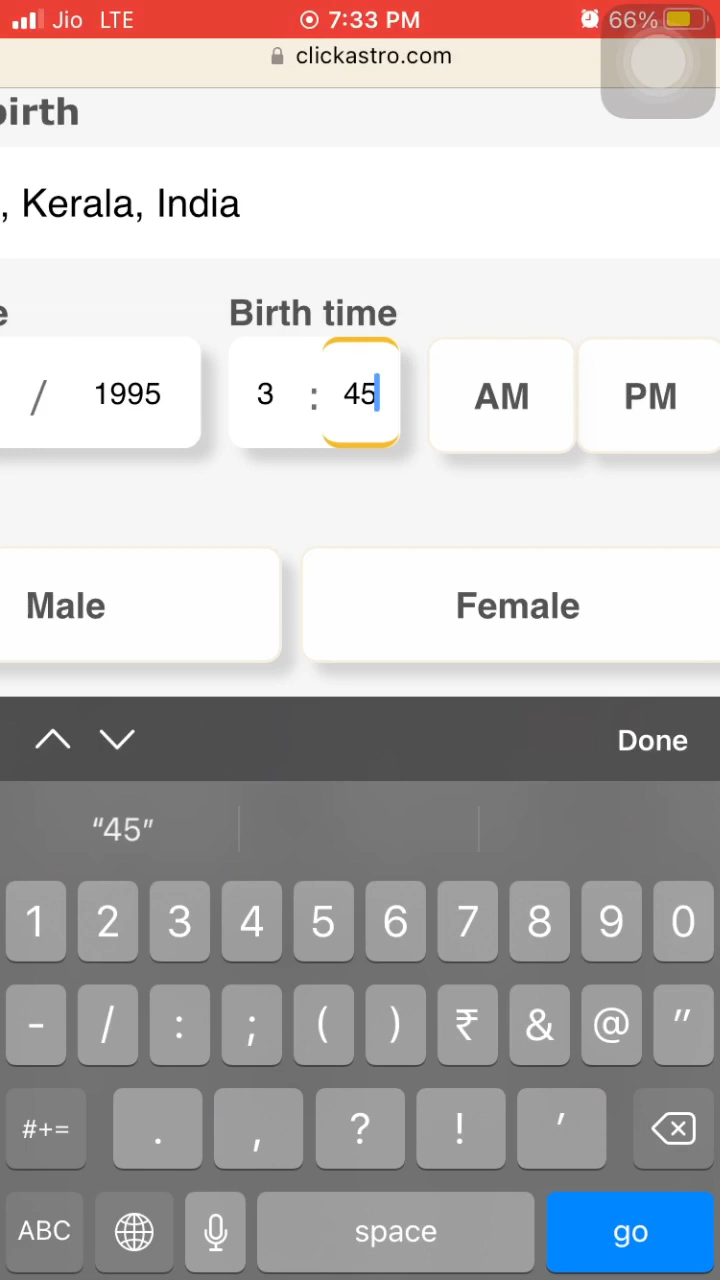 Jio LTE 7:33 PM 66%
clickastro.com
birth
, Kerala, India
Birth time
/ 1995 3 : 45 AM PM
Male Female
Done
"45"
1 2 3 4 5 6 7 8 9 0
- / : ; ( ) ₹ & @ "
#+= . , ? ! '
ABC space go